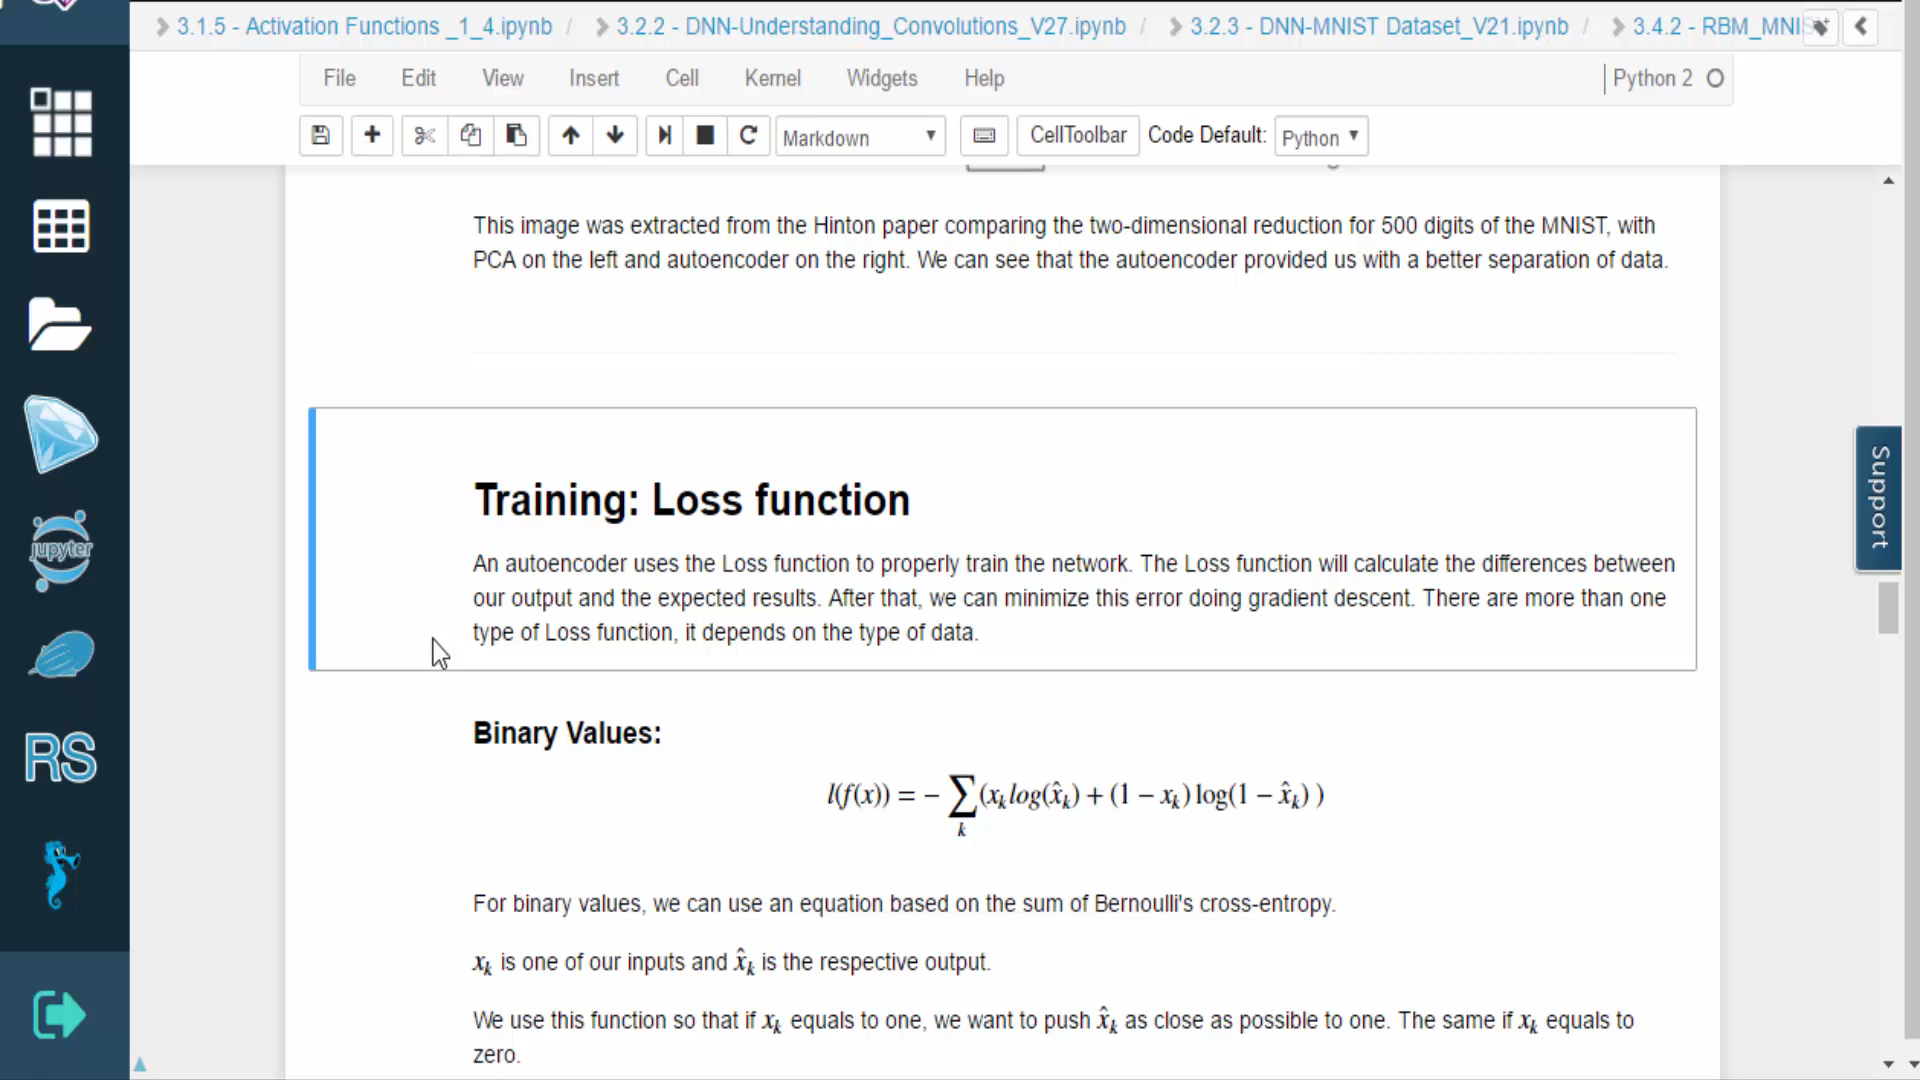 3.1.5 - Activation Functions _1_4.ipynb / 3.2.2 - DNN-Understanding_Convolutions_V27.ipynb / 3.2.3 - DNN-MNIST Dataset_V21.ipynb / 3.4.2 - RBM_MNIS
File Edit View Insert Cell Kernel Widgets Help Python 2
Markdown CellToolbar Code Default: Python
This image was extracted from the Hinton paper comparing the two-dimensional reduction for 500 digits of the MNIST, with
PCA on the left and autoencoder on the right. We can see that the autoencoder provided us with a better separation of data.
Training: Loss function
An autoencoder uses the Loss function to properly train the network. The Loss function will calculate the differences between
our output and the expected results. After that, we can minimize this error doing gradient descent. There are more than one
type of Loss function, it depends on the type of data.
Binary Values:
l(f(x)) = − ∑k (xk log(x̂k) + (1 − xk) log(1 − x̂k) )
For binary values, we can use an equation based on the sum of Bernoulli's cross-entropy.
xk is one of our inputs and x̂k is the respective output.
We use this function so that if xk equals to one, we want to push x̂k as close as possible to one. The same if xk equals to
zero.
jupyter
RS
Support